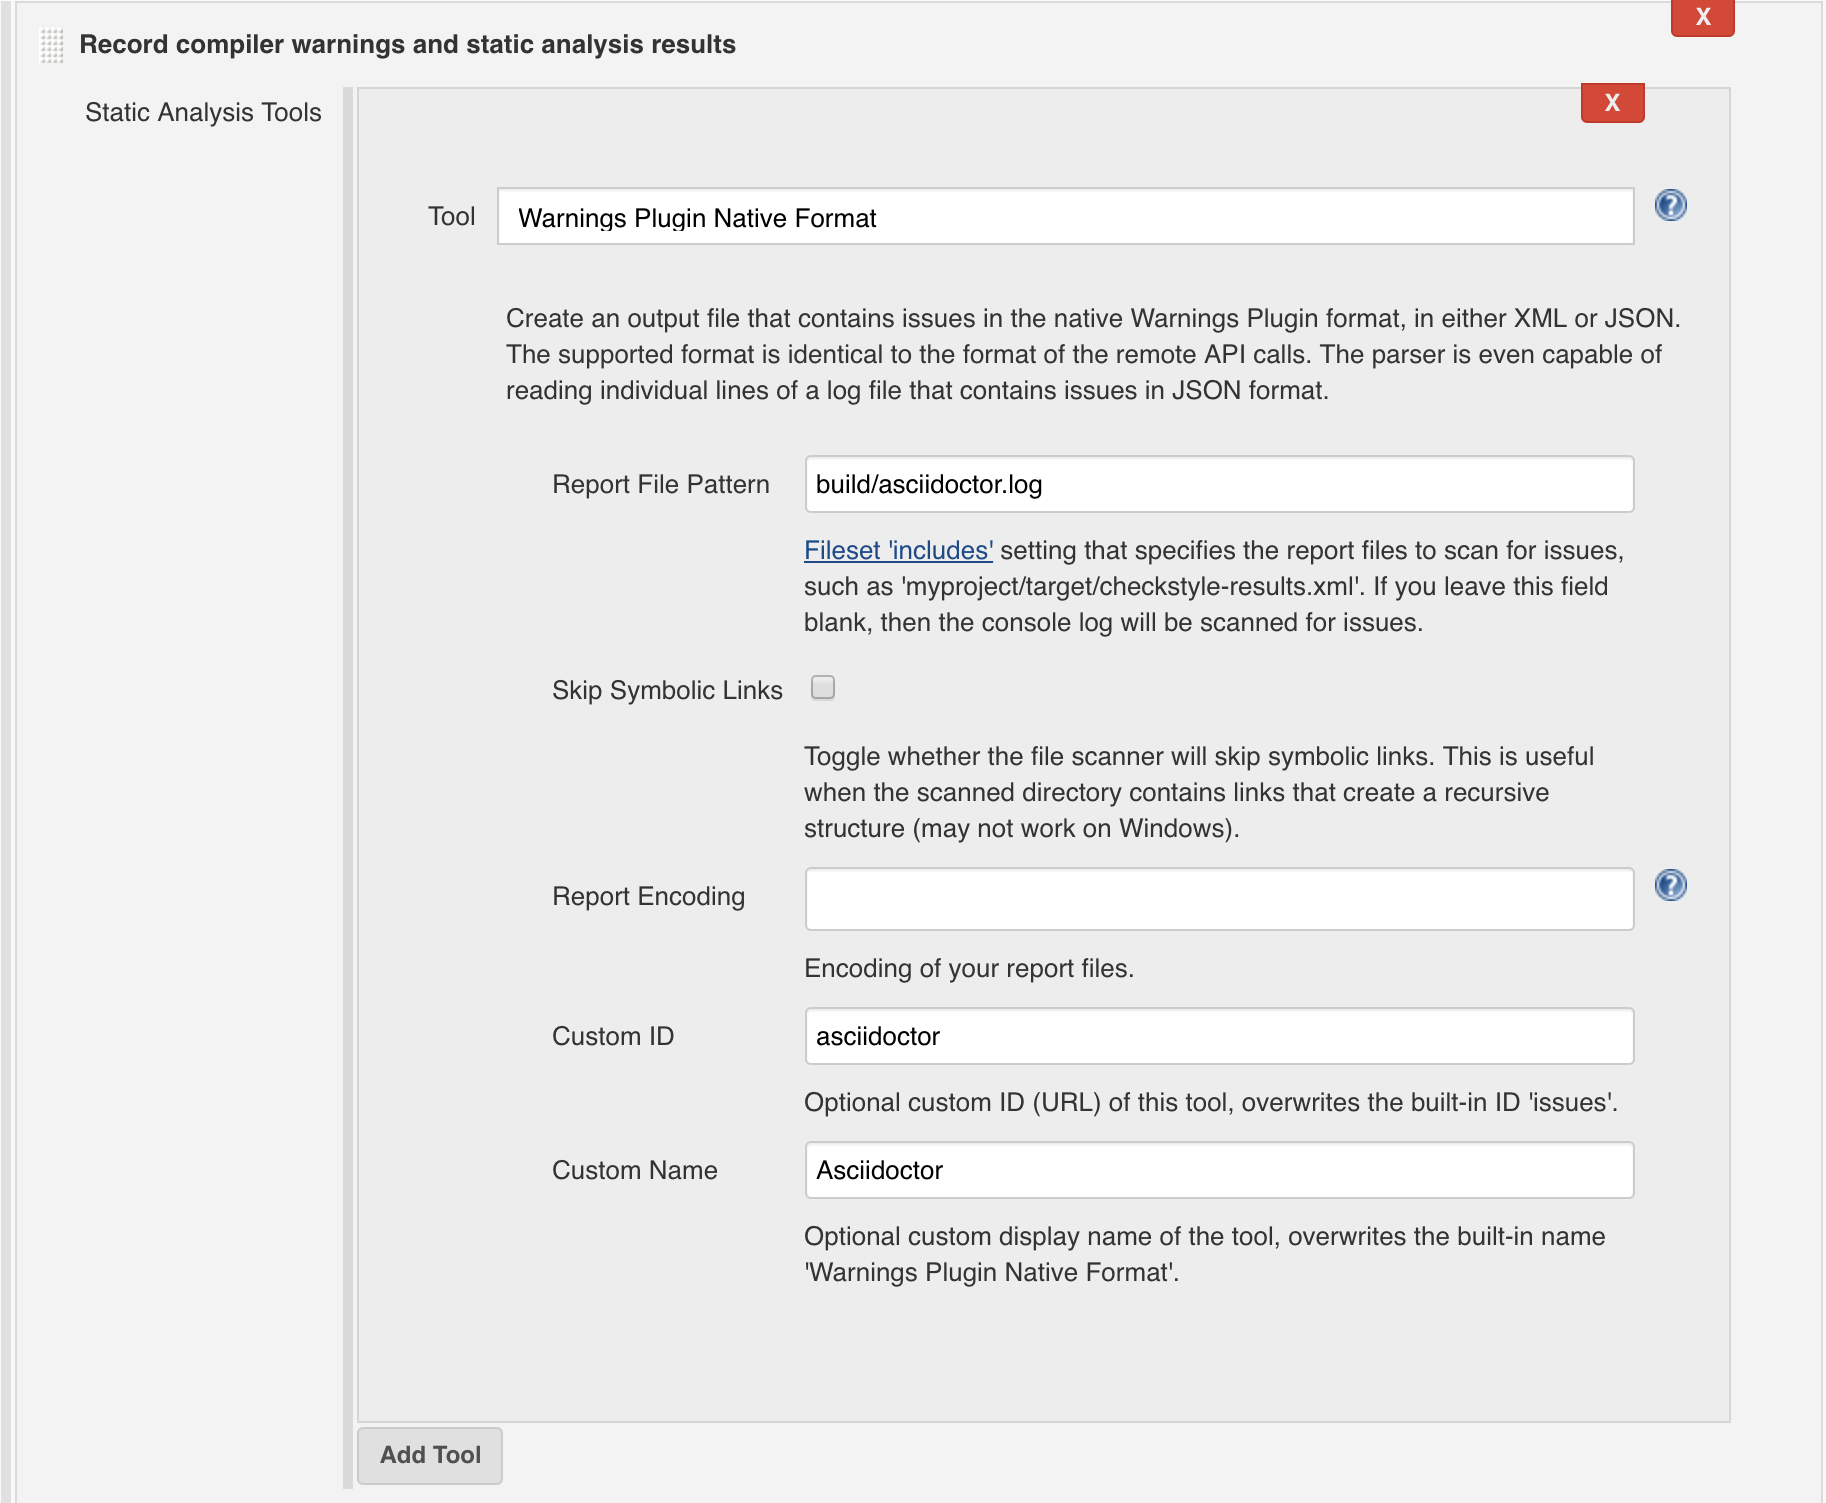 X
Record compiler warnings and static analysis results
Static Analysis Tools
X
Tool
Warnings Plugin Native Format
?
Create an output file that contains issues in the native Warnings Plugin format, in either XML or JSON.
The supported format is identical to the format of the remote API calls. The parser is even capable of
reading individual lines of a log file that contains issues in JSON format.
Report File Pattern
build/asciidoctor.log
Fileset 'includes' setting that specifies the report files to scan for issues,
such as 'myproject/target/checkstyle-results.xml'. If you leave this field
blank, then the console log will be scanned for issues.
Skip Symbolic Links
Toggle whether the file scanner will skip symbolic links. This is useful
when the scanned directory contains links that create a recursive
structure (may not work on Windows).
Report Encoding
?
Encoding of your report files.
Custom ID
asciidoctor
Optional custom ID (URL) of this tool, overwrites the built-in ID 'issues'.
Custom Name
Asciidoctor
Optional custom display name of the tool, overwrites the built-in name
'Warnings Plugin Native Format'.
Add Tool